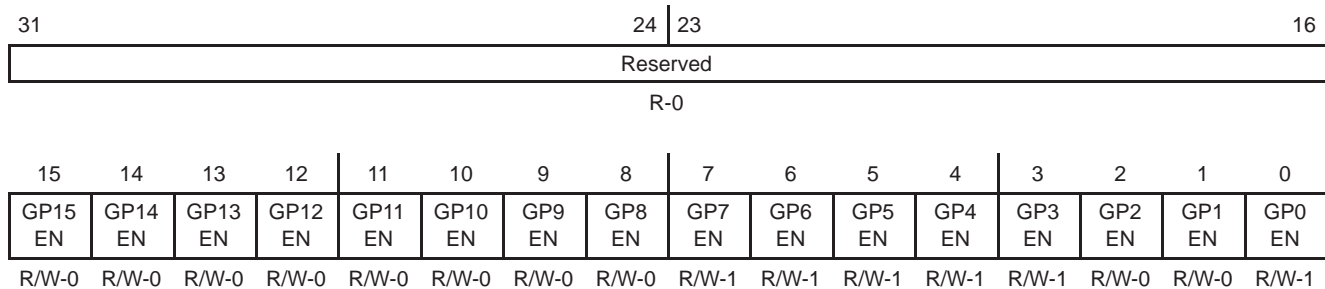 31 24 23 16
Reserved
R-0
15 14 13 12 11 10 9 8 7 6 5 4 3 2 1 0
GP15 GP14 GP13 GP12 GP11 GP10 GP9 GP8 GP7 GP6 GP5 GP4 GP3 GP2 GP1 GP0
EN EN EN EN EN EN EN EN EN EN EN EN EN EN EN EN
R/W-0 R/W-0 R/W-0 R/W-0 R/W-0 R/W-0 R/W-0 R/W-0 R/W-1 R/W-1 R/W-1 R/W-1 R/W-1 R/W-0 R/W-0 R/W-1